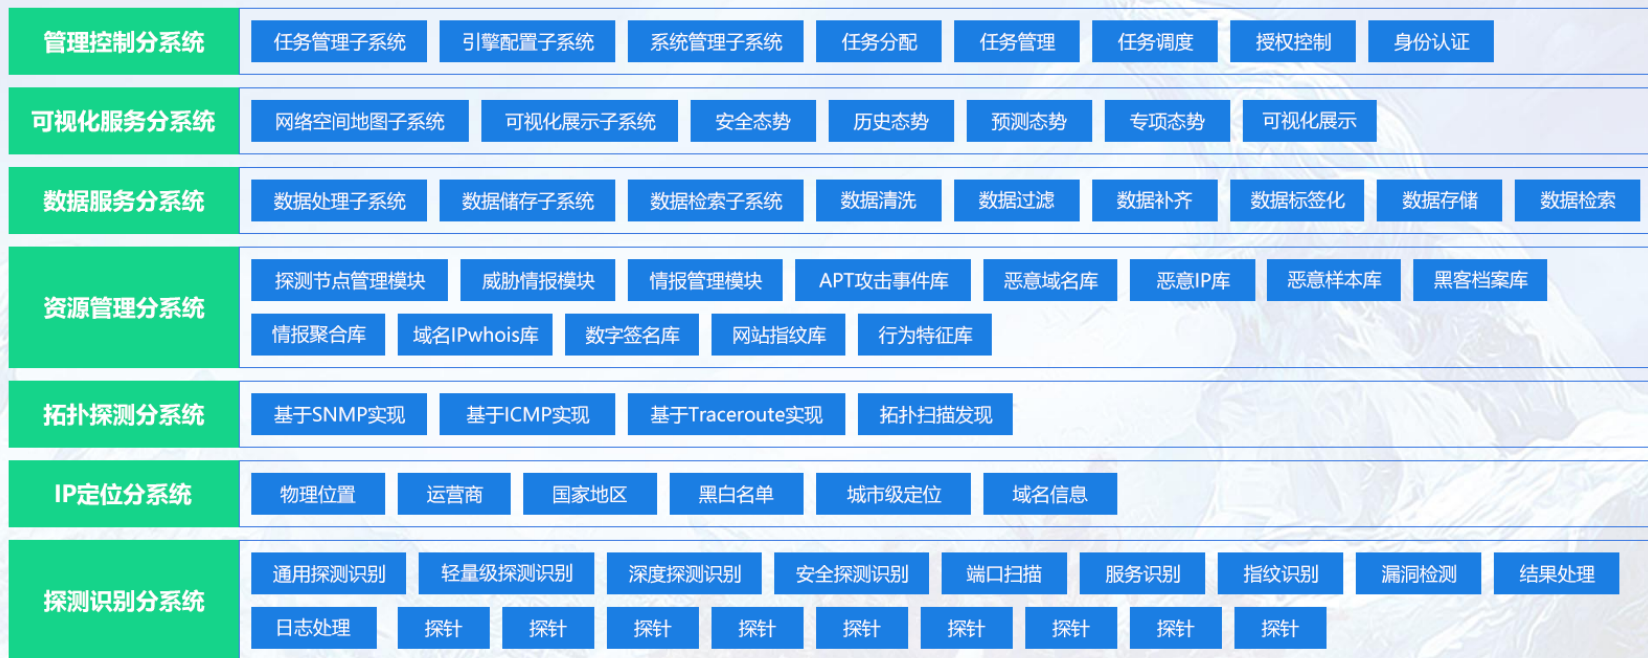 管理控制分系统 任务管理子系统 引擎配置子系统 系统管理子系统 任务分配 任务管理 任务调度 授权控制 身份认证
可视化服务分系统 网络空间地图子系统 可视化展示子系统 安全态势 历史态势 预测态势 专项态势 可视化展示
数据服务分系统 数据处理子系统 数据储存子系统 数据检索子系统 数据清洗 数据过滤 数据补齐 数据标签化 数据存储 数据检索
资源管理分系统 探测节点管理模块 威胁情报模块 情报管理模块 APT攻击事件库 恶意域名库 恶意IP库 恶意样本库 黑客档案库
情报聚合库 域名IPwhois库 数字签名库 网站指纹库 行为特征库
拓扑探测分系统 基于SNMP实现 基于ICMP实现 基于Traceroute实现 拓扑扫描发现
IP定位分系统 物理位置 运营商 国家地区 黑白名单 城市级定位 域名信息
探测识别分系统 通用探测识别 轻量级探测识别 深度探测识别 安全探测识别 端口扫描 服务识别 指纹识别 漏洞检测 结果处理
日志处理 探针 探针 探针 探针 探针 探针 探针 探针 探针